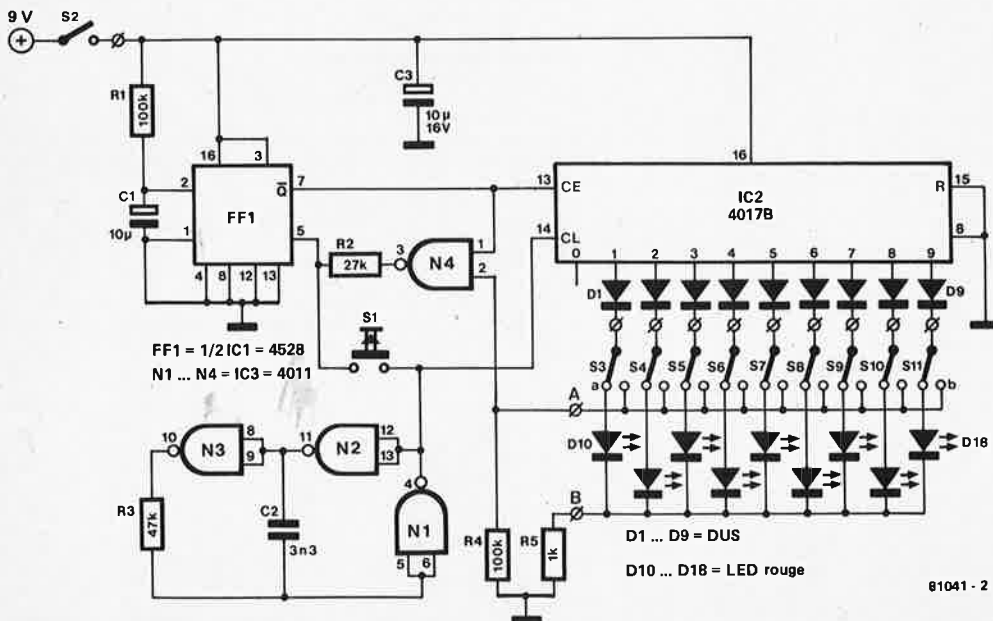 9 V
S2
R1
100k
C3
10µ
16V
16
3
2
1
7
5
Q
FF1
4
8
12
13
C1
10µ
R2
27k
3
N4
1
2
S1
FF1 = 1/2 IC1 = 4528
N1 ... N4 = IC3 = 4011
13
CE
14
CL
16
IC2
4017B
R
15
8
0
1
2
3
4
5
6
7
8
9
D1
D9
S3
S4
S5
S6
S7
S8
S9
S10
S11
a
b
A
D10
D18
B
10
N3
8
9
11
N2
12
13
4
N1
5
6
R3
47k
C2
3n3
R4
100k
R5
1k
D1 ... D9 = DUS
D10 ... D18 = LED rouge
81041 - 2